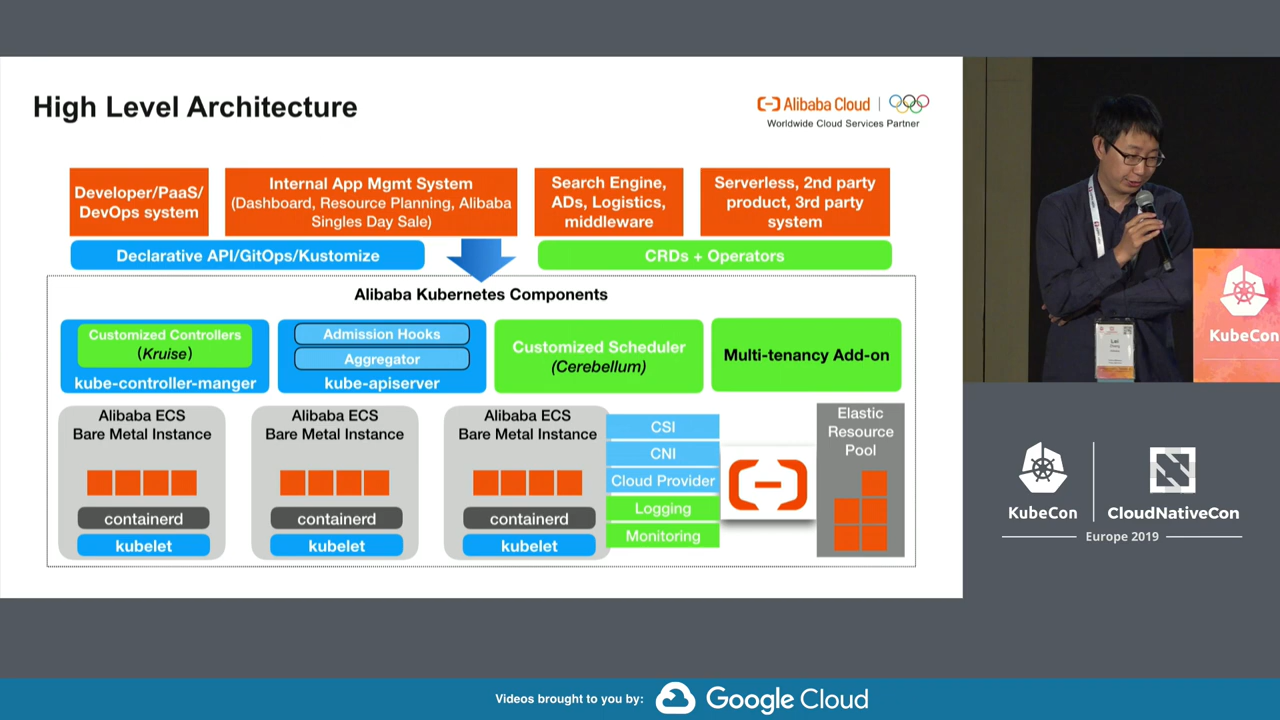 High Level Architecture
Alibaba Cloud
Worldwide Cloud Services Partner
Developer/PaaS/
DevOps system
Internal App Mgmt System
(Dashboard, Resource Planning, Alibaba
Singles Day Sale)
Search Engine,
ADs, Logistics,
middleware
Serverless, 2nd party
product, 3rd party
system
Declarative API/GitOps/Kustomize
CRDs + Operators
Alibaba Kubernetes Components
Customized Controllers
(Kruise)
kube-controller-manger
Admission Hooks
Aggregator
kube-apiserver
Customized Scheduler
(Cerebellum)
Multi-tenancy Add-on
Alibaba ECS
Bare Metal Instance
containerd
kubelet
Alibaba ECS
Bare Metal Instance
containerd
kubelet
Alibaba ECS
Bare Metal Instance
containerd
kubelet
CSI
CNI
Cloud Provider
Logging
Monitoring
Elastic
Resource
Pool
Lei
KubeCon
KubeCon
CloudNativeCon
Europe 2019
Videos brought to you by:
Google Cloud